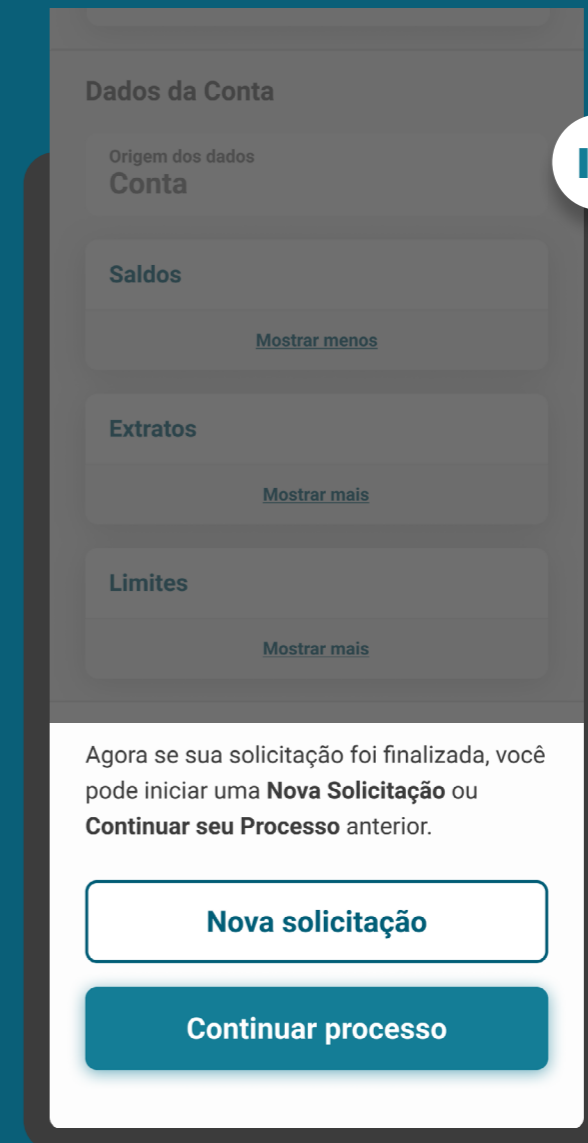 Dados da Conta
Origem dos dados
Conta
Saldos
Mostrar menos
Extratos
Mostrar mais
Limites
Mostrar mais
Agora se sua solicitação foi finalizada, você
pode iniciar uma Nova Solicitação ou
Continuar seu Processo anterior.
Nova solicitação
Continuar processo